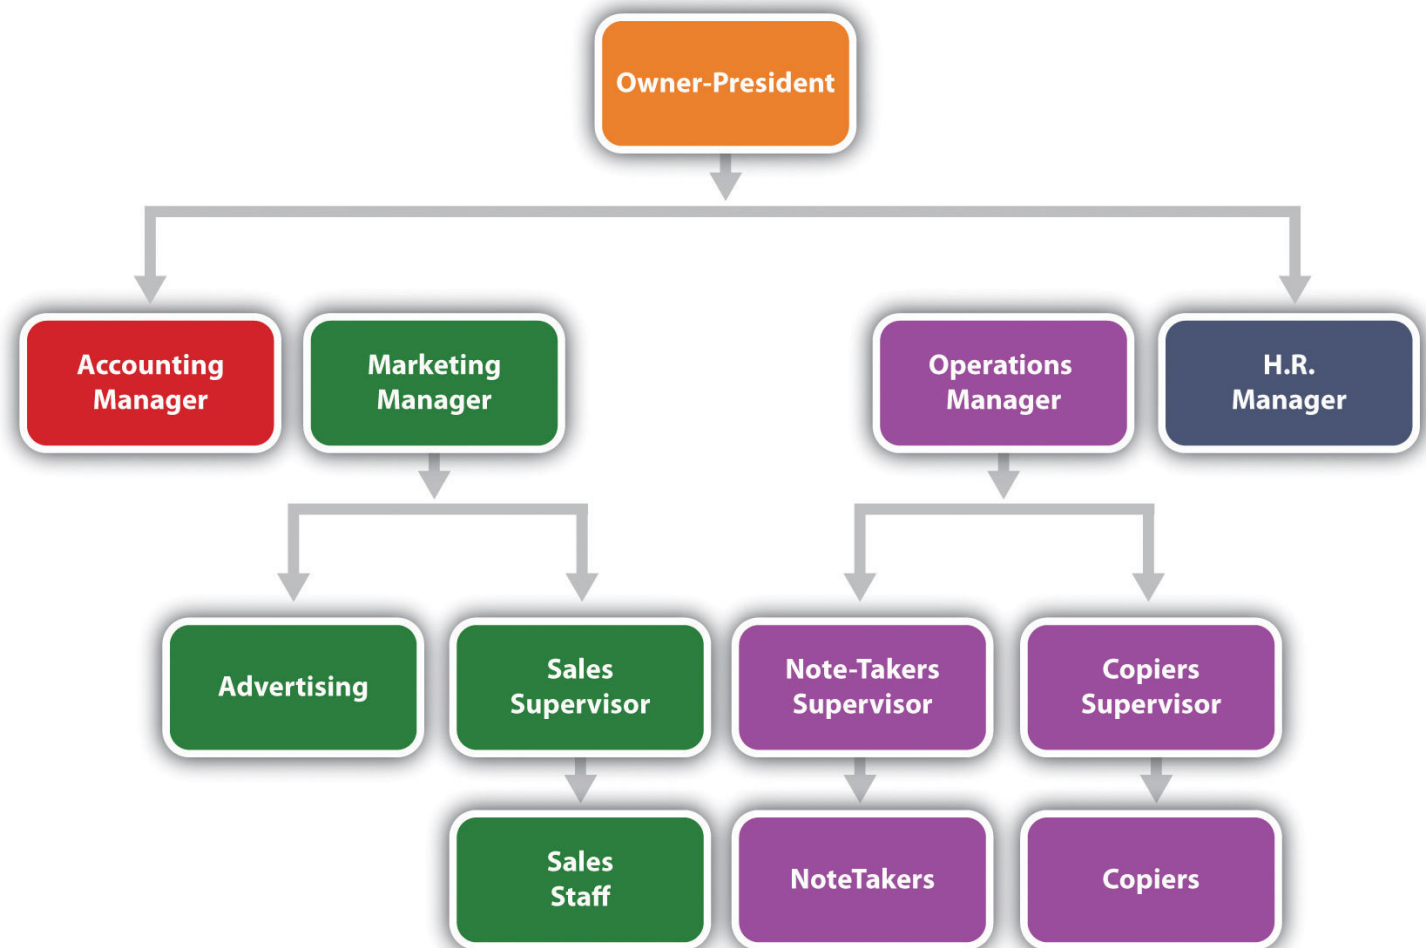 Owner-President
Accounting
Manager
Marketing
Manager
Operations
Manager
H.R.
Manager
Advertising
Sales
Supervisor
Note-Takers
Supervisor
Copiers
Supervisor
Sales
Staff
NoteTakers
Copiers